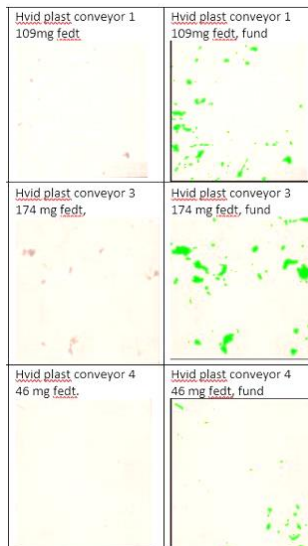 Hvid plast conveyor 1
109mg fedt
Hvid plast conveyor 1
109mg fedt, fund
Hvid plast conveyor 3
174 mg fedt,
Hvid plast conveyor 3
174 mg fedt, fund
Hvid plast conveyor 4
46 mg fedt.
Hvid plast conveyor 4
46 mg fedt, fund